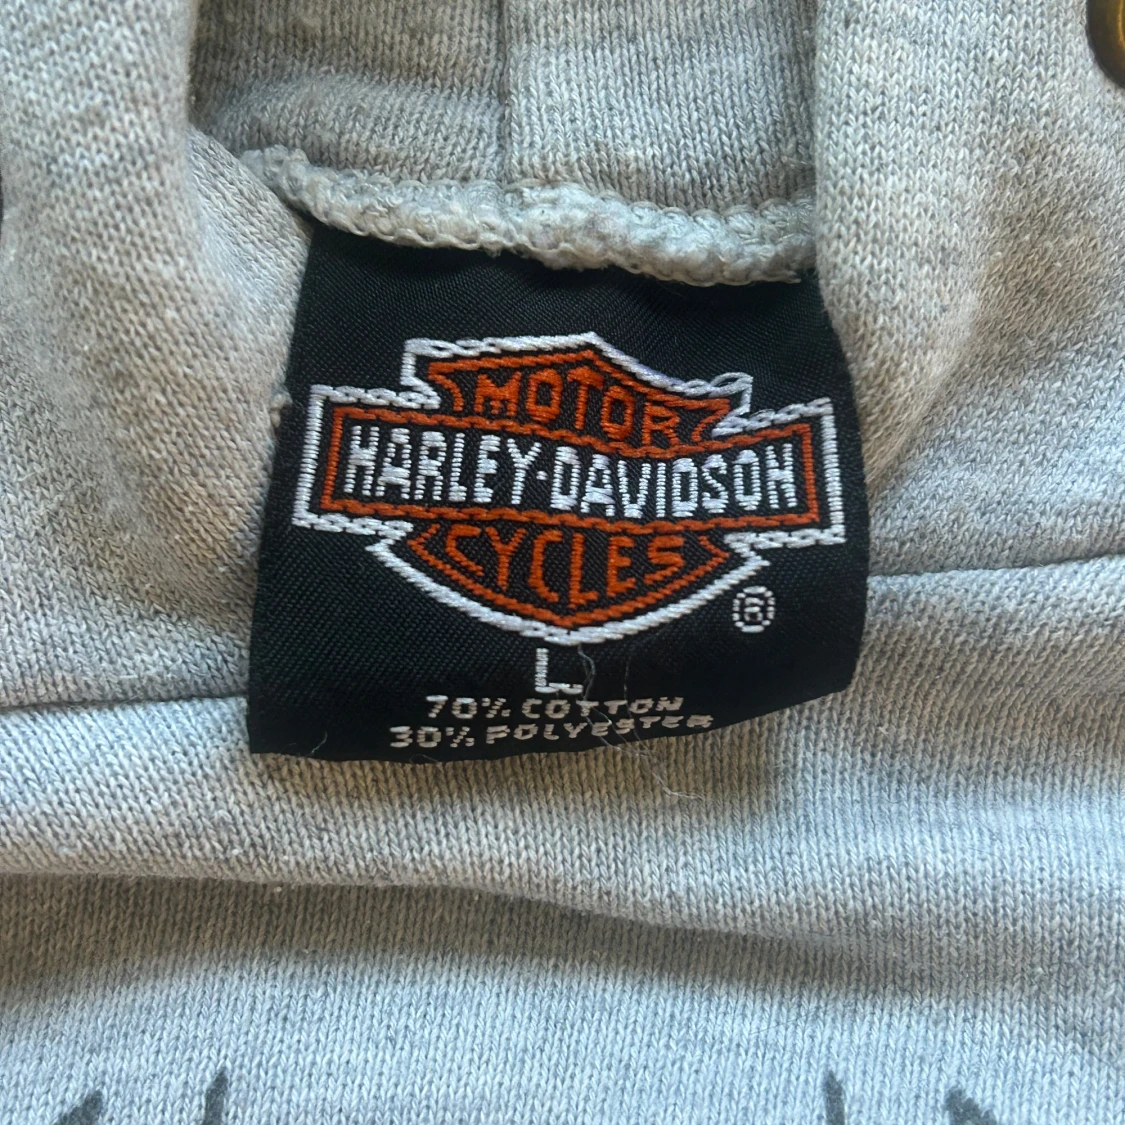 MOTOR
HARLEY-DAVIDSON
CYCLES
®
L
70% COTTON
30% POLYESTER